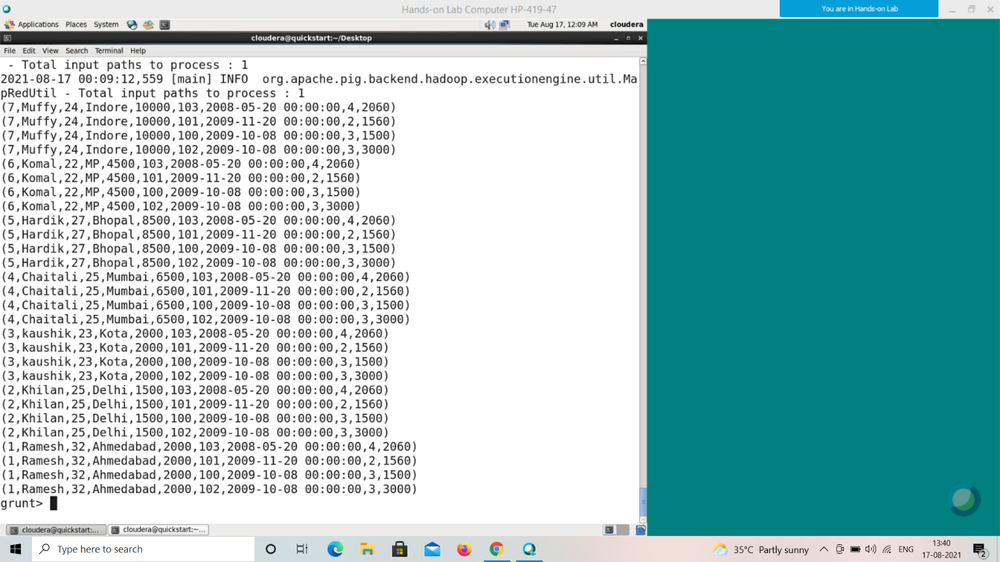 Hands-on Lab Computer HP-419-47
You are in Hands-on Lab
Applications Places System
Tue Aug 17, 12:09 AM cloudera
cloudera@quickstart:~/Desktop
File Edit View Search Terminal Help
- Total input paths to process : 1
2021-08-17 00:09:12,559 [main] INFO  org.apache.pig.backend.hadoop.executionengine.util.Ma
pRedUtil - Total input paths to process : 1
(7,Muffy,24,Indore,10000,103,2008-05-20 00:00:00,4,2060)
(7,Muffy,24,Indore,10000,101,2009-11-20 00:00:00,2,1560)
(7,Muffy,24,Indore,10000,100,2009-10-08 00:00:00,3,1500)
(7,Muffy,24,Indore,10000,102,2009-10-08 00:00:00,3,3000)
(6,Komal,22,MP,4500,103,2008-05-20 00:00:00,4,2060)
(6,Komal,22,MP,4500,101,2009-11-20 00:00:00,2,1560)
(6,Komal,22,MP,4500,100,2009-10-08 00:00:00,3,1500)
(6,Komal,22,MP,4500,102,2009-10-08 00:00:00,3,3000)
(5,Hardik,27,Bhopal,8500,103,2008-05-20 00:00:00,4,2060)
(5,Hardik,27,Bhopal,8500,101,2009-11-20 00:00:00,2,1560)
(5,Hardik,27,Bhopal,8500,100,2009-10-08 00:00:00,3,1500)
(5,Hardik,27,Bhopal,8500,102,2009-10-08 00:00:00,3,3000)
(4,Chaitali,25,Mumbai,6500,103,2008-05-20 00:00:00,4,2060)
(4,Chaitali,25,Mumbai,6500,101,2009-11-20 00:00:00,2,1560)
(4,Chaitali,25,Mumbai,6500,100,2009-10-08 00:00:00,3,1500)
(4,Chaitali,25,Mumbai,6500,102,2009-10-08 00:00:00,3,3000)
(3,kaushik,23,Kota,2000,103,2008-05-20 00:00:00,4,2060)
(3,kaushik,23,Kota,2000,101,2009-11-20 00:00:00,2,1560)
(3,kaushik,23,Kota,2000,100,2009-10-08 00:00:00,3,1500)
(3,kaushik,23,Kota,2000,102,2009-10-08 00:00:00,3,3000)
(2,Khilan,25,Delhi,1500,103,2008-05-20 00:00:00,4,2060)
(2,Khilan,25,Delhi,1500,101,2009-11-20 00:00:00,2,1560)
(2,Khilan,25,Delhi,1500,100,2009-10-08 00:00:00,3,1500)
(2,Khilan,25,Delhi,1500,102,2009-10-08 00:00:00,3,3000)
(1,Ramesh,32,Ahmedabad,2000,103,2008-05-20 00:00:00,4,2060)
(1,Ramesh,32,Ahmedabad,2000,101,2009-11-20 00:00:00,2,1560)
(1,Ramesh,32,Ahmedabad,2000,100,2009-10-08 00:00:00,3,1500)
(1,Ramesh,32,Ahmedabad,2000,102,2009-10-08 00:00:00,3,3000)
grunt>
cloudera@quickstart:... cloudera@quickstart:~...
Type here to search
35°C Partly sunny
ENG
13:40
17-08-2021
2